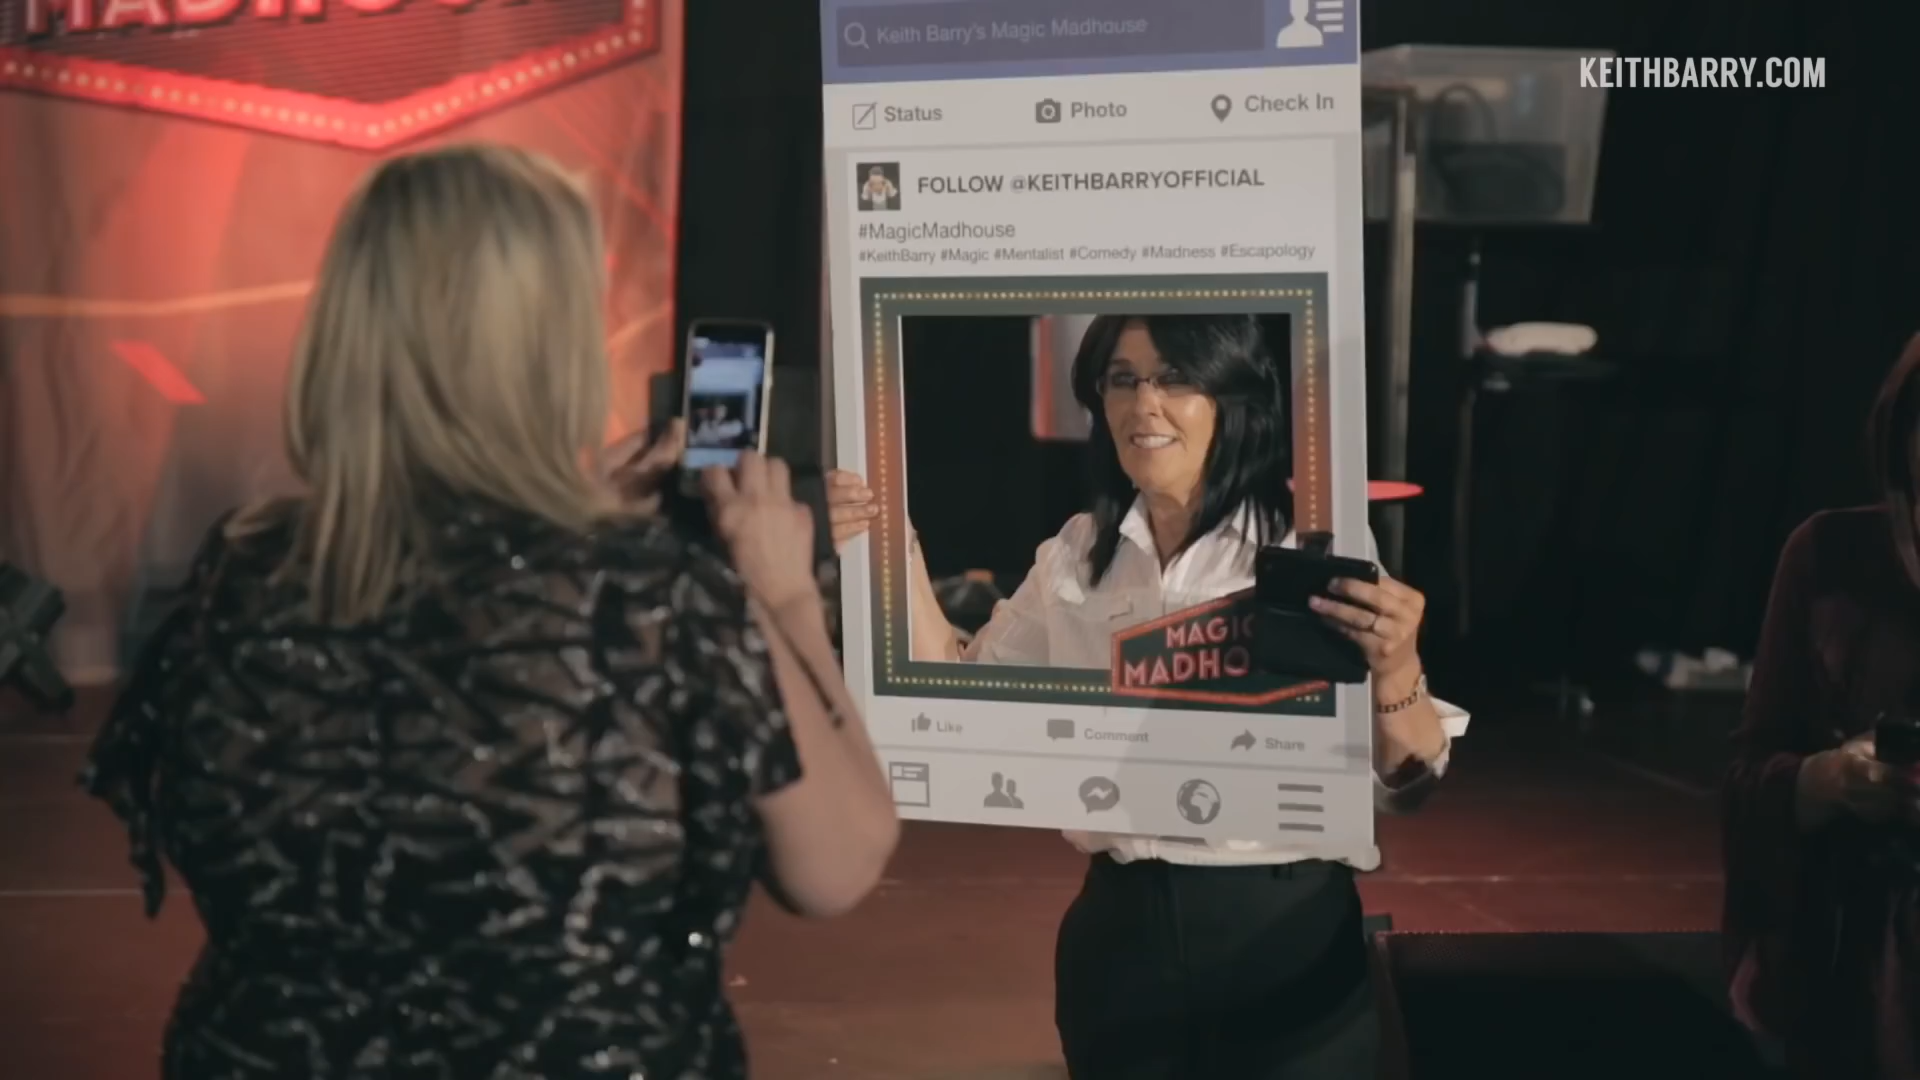 MADHOUSE
Keith Barry's Magic Madhouse
KEITHBARRY.COM
Status
Photo
Check In
FOLLOW @KEITHBARRYOFFICIAL
#MagicMadhouse
#KeithBarry #Magic #Mentalist #Comedy #Madness #Escapology
MAGIC
MADHO
Like
Comment
Share